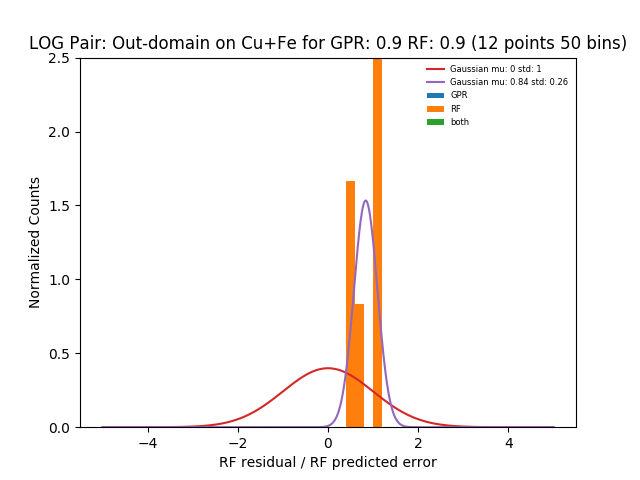 LOG Pair: Out-domain on Cu+Fe for GPR: 0.9 RF: 0.9 (12 points 50 bins)
Gaussian mu: 0 std: 1
Gaussian mu: 0.84 std: 0.26
GPR
RF
both
Normalized Counts
2.5
2.0
1.5
1.0
0.5
0.0
−4 −2 0 2 4
RF residual / RF predicted error